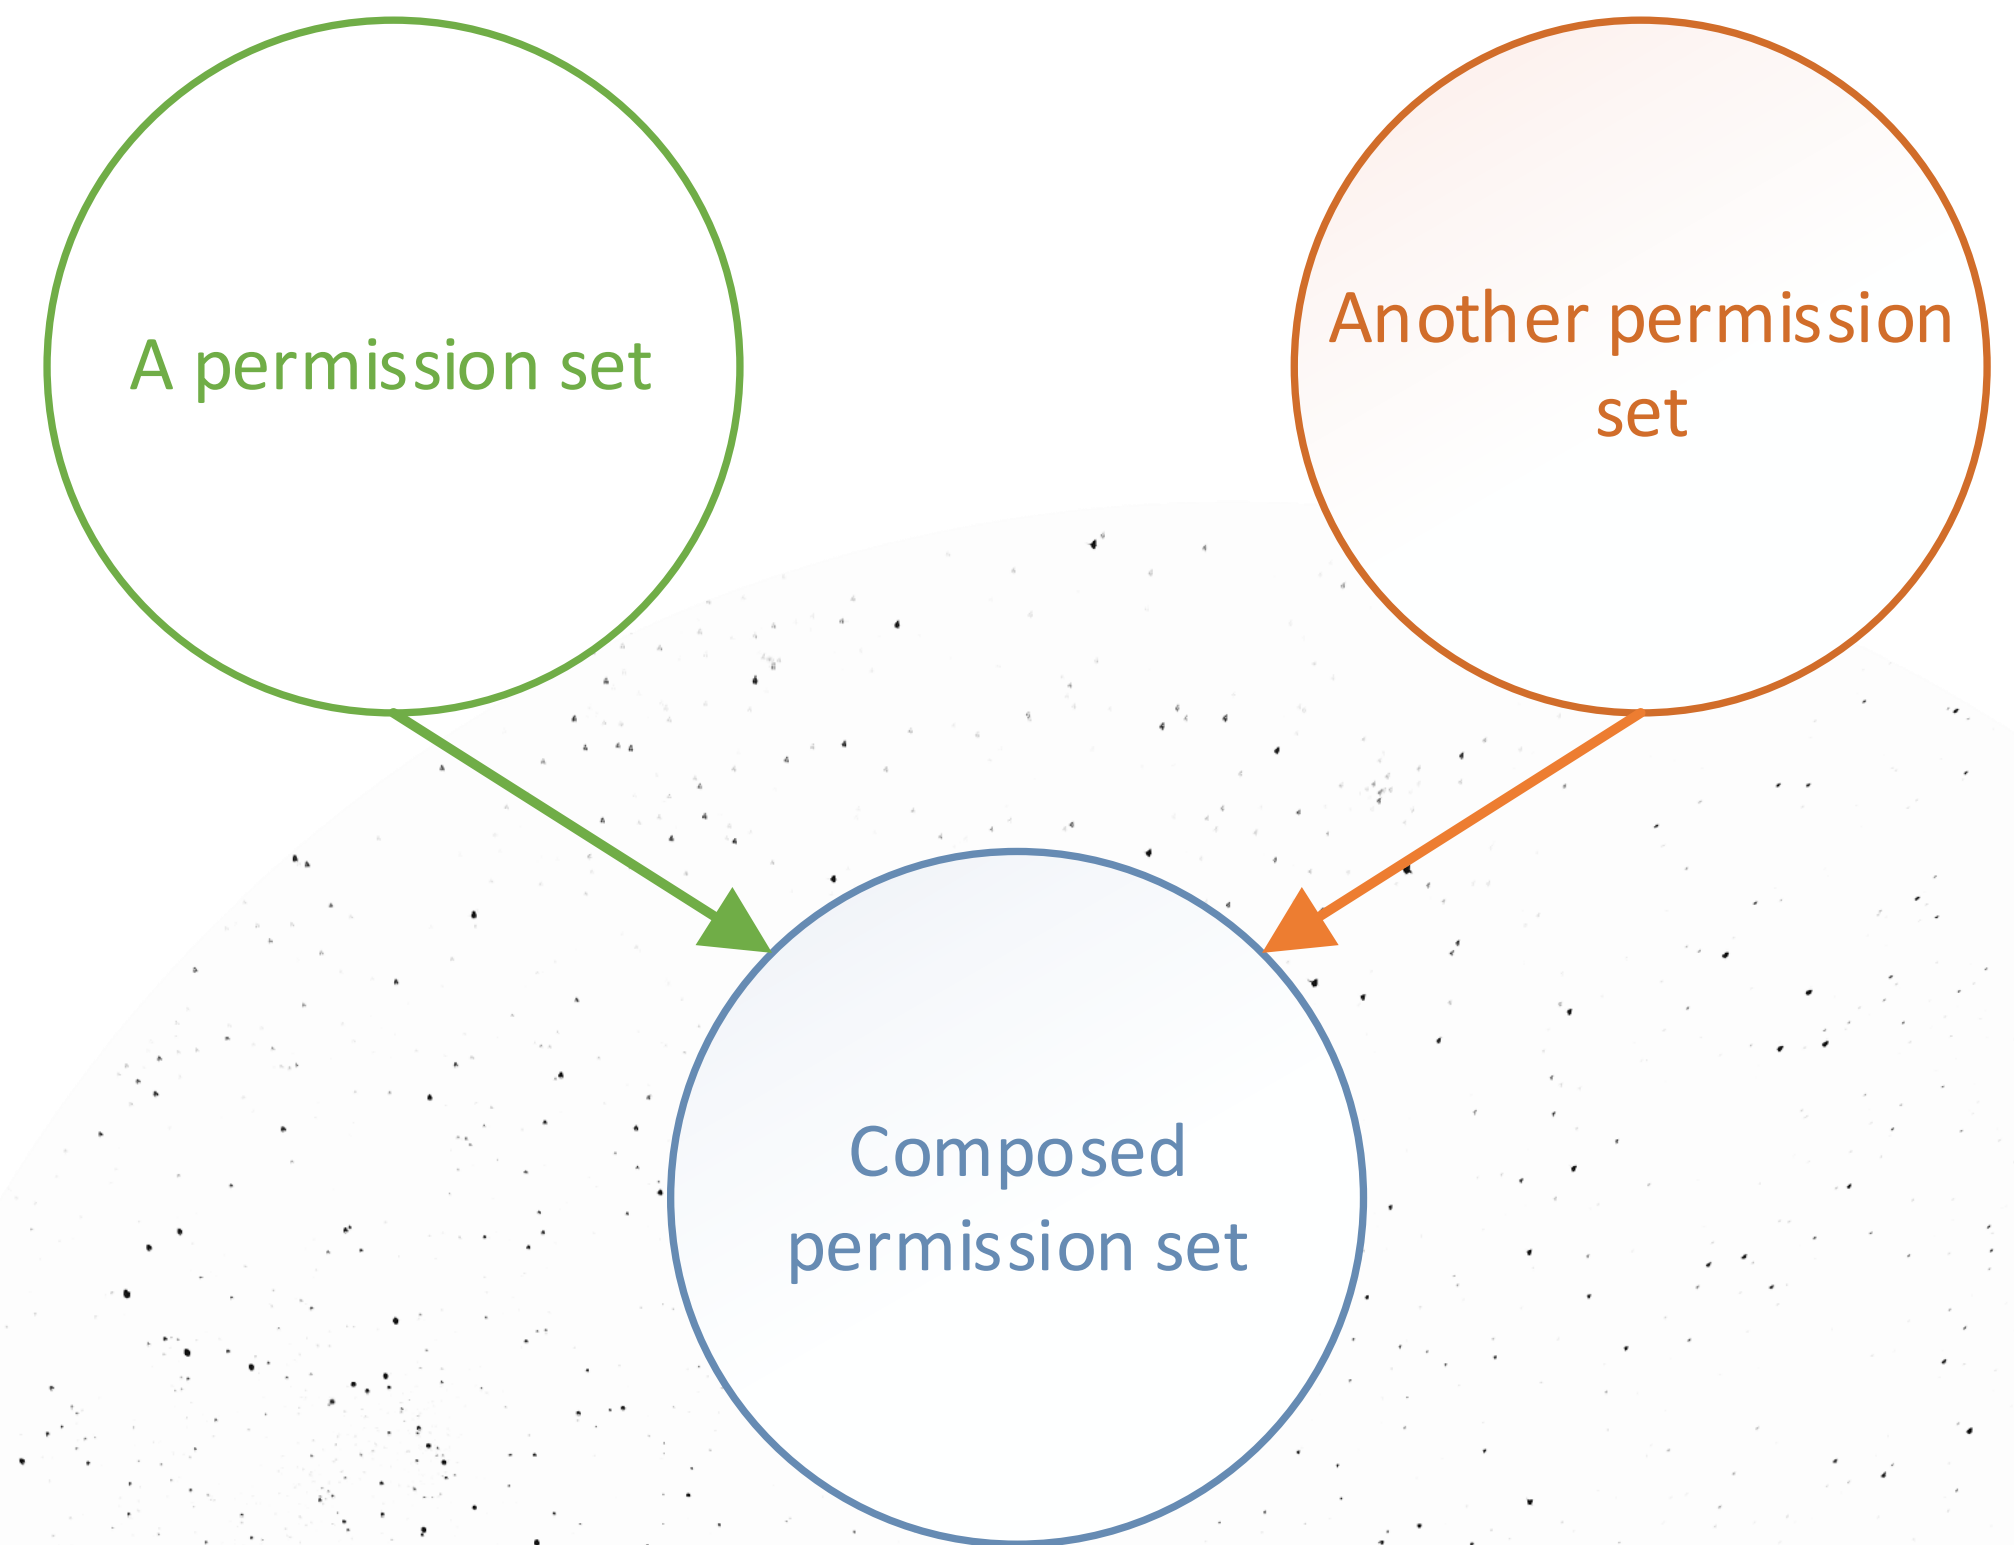 A permission set
Another permission
set
Composed
permission set